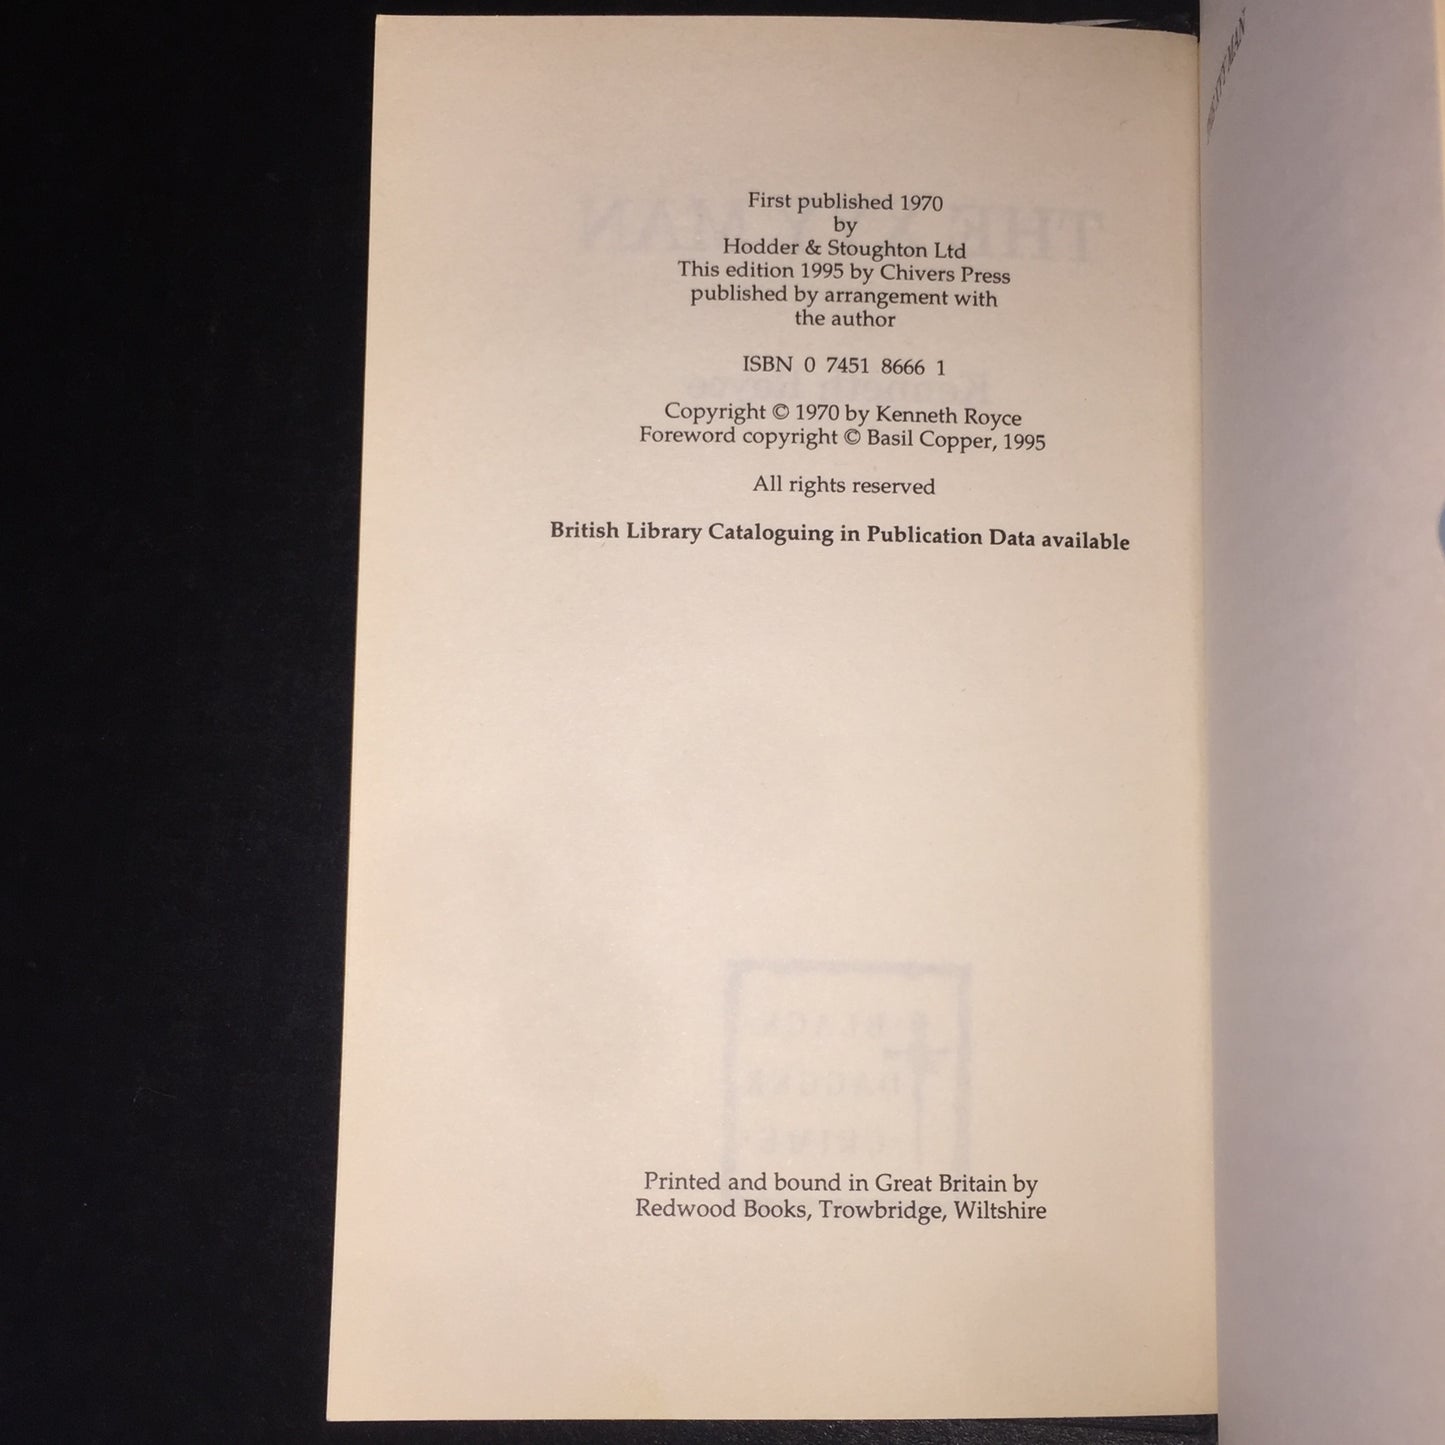 First published 1970
by
Hodder & Stoughton Ltd
This edition 1995 by Chivers Press
published by arrangement with
the author
ISBN 0 7451 8666 1
Copyright © 1970 by Kenneth Royce
Foreword copyright © Basil Copper, 1995
All rights reserved
British Library Cataloguing in Publication Data available
Printed and bound in Great Britain by
Redwood Books, Trowbridge, Wiltshire